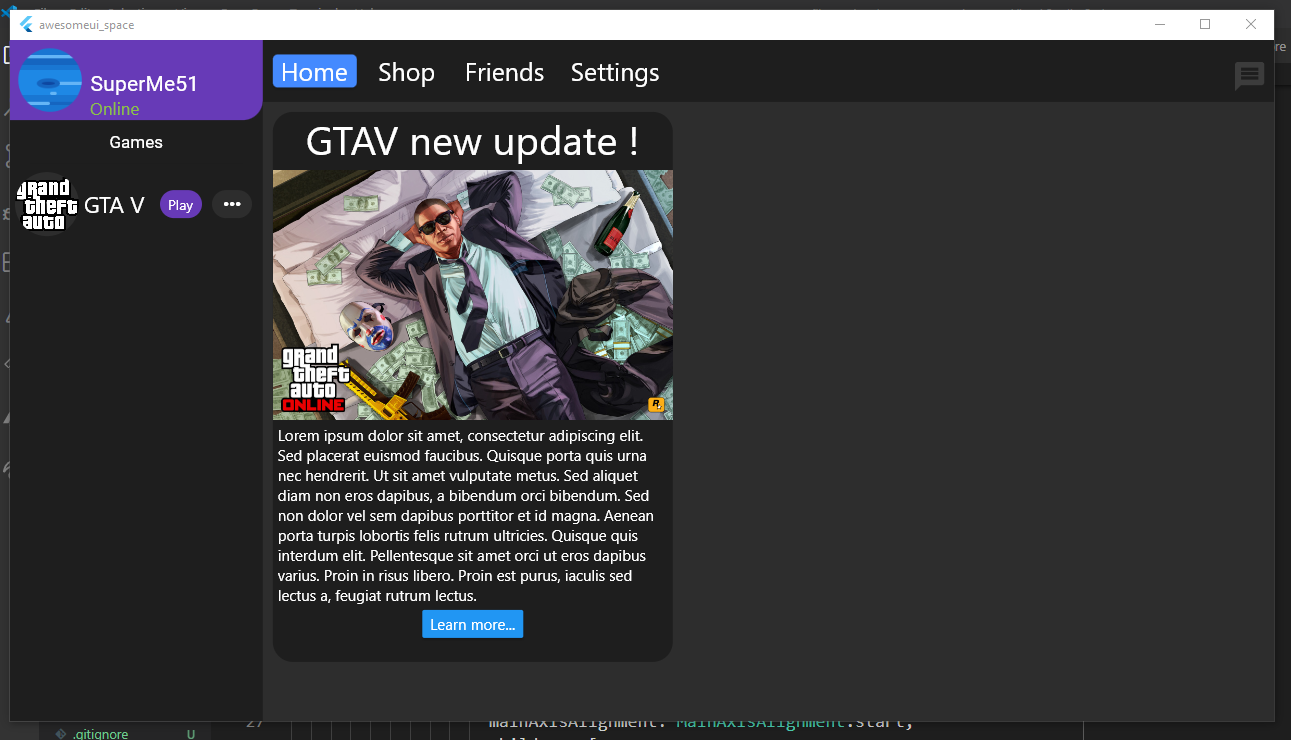 awesomeui_space
SuperMe51
Online
Games
grand
theft
auto
GTA V
Play
Home
Shop
Friends
Settings
GTAV new update !
grand
theft
auto
ONLINE
R
Lorem ipsum dolor sit amet, consectetur adipiscing elit.
Sed placerat euismod faucibus. Quisque porta quis urna
nec hendrerit. Ut sit amet vulputate metus. Sed aliquet
diam non eros dapibus, a bibendum orci bibendum. Sed
non dolor vel sem dapibus porttitor et id magna. Aenean
porta turpis lobortis felis rutrum ultricies. Quisque quis
interdum elit. Pellentesque sit amet orci ut eros dapibus
varius. Proin in risus libero. Proin est purus, iaculis sed
lectus a, feugiat rutrum lectus.
Learn more...
re
27
mainAxisAlignment: MainAxisAlignment.start,
.gitignore
U